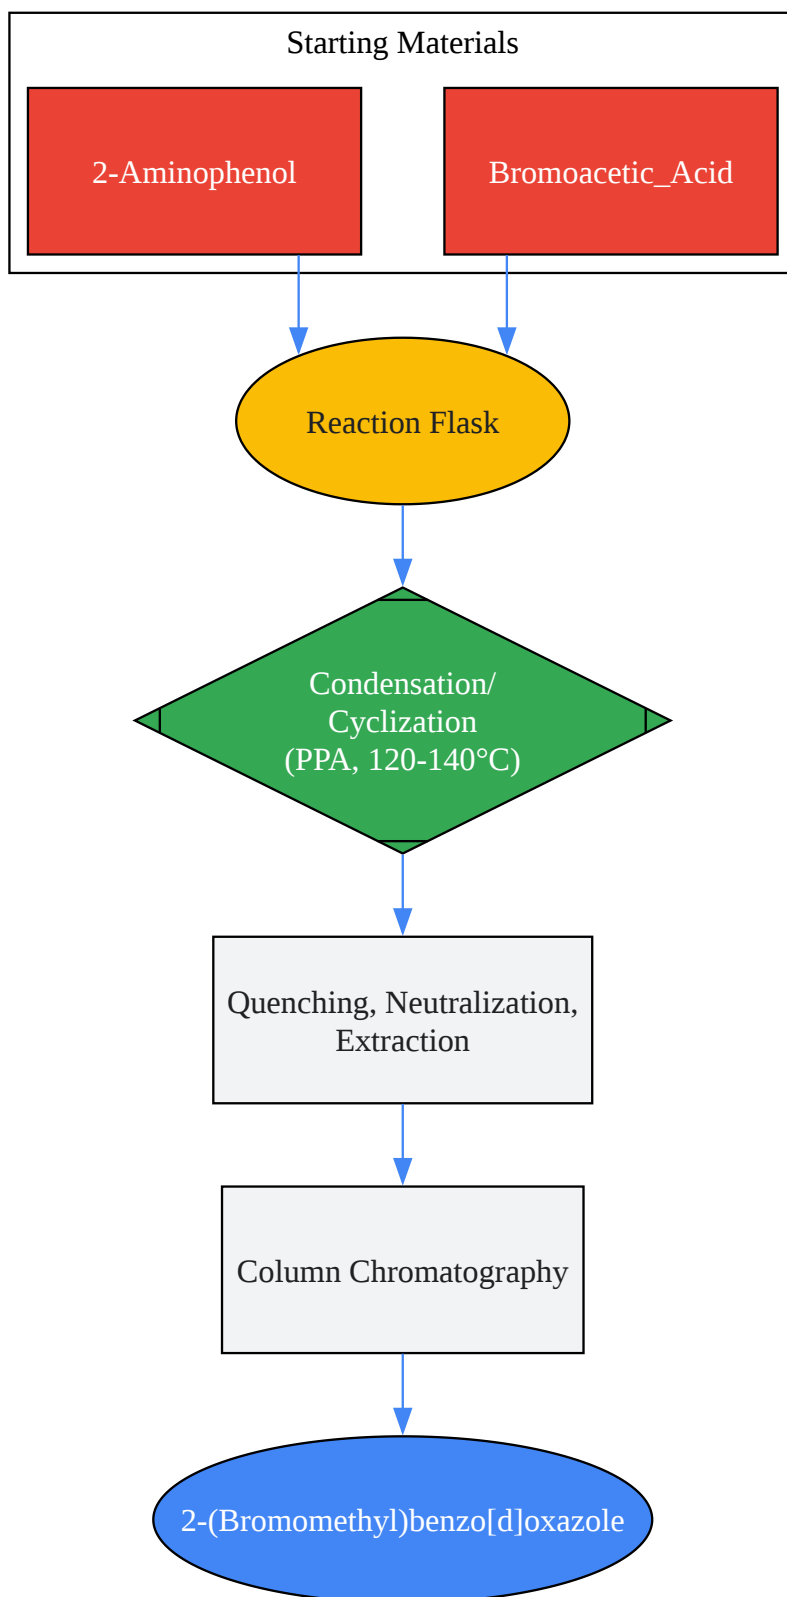 Starting Materials
2-Aminophenol
Bromoacetic_Acid
Reaction Flask
Condensation/
Cyclization
(PPA, 120-140°C)
Quenching, Neutralization,
Extraction
Column Chromatography
2-(Bromomethyl)benzo[d]oxazole